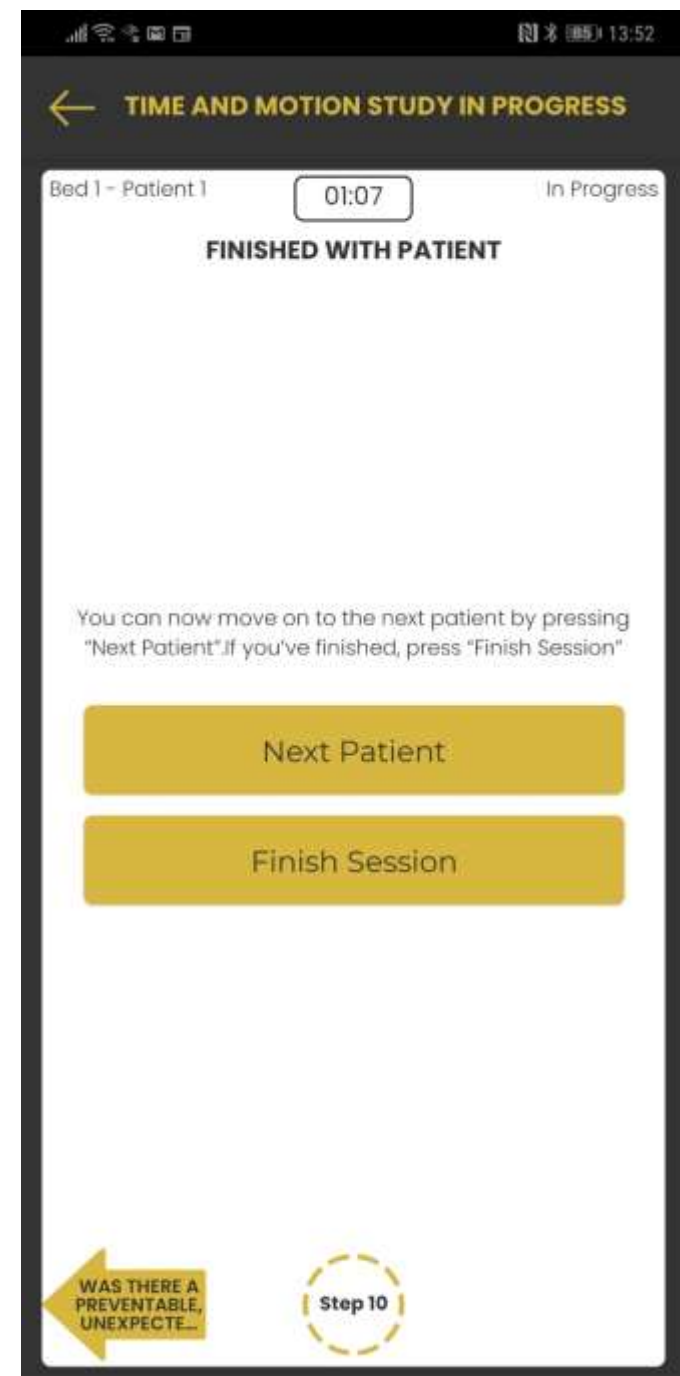 85 13:52
TIME AND MOTION STUDY IN PROGRESS
Bed 1 - Patient 1 01:07 In Progress
FINISHED WITH PATIENT
You can now move on to the next patient by pressing
"Next Patient".If you've finished, press "Finish Session"
Next Patient
Finish Session
WAS THERE A
PREVENTABLE,
UNEXPECTE...
Step 10